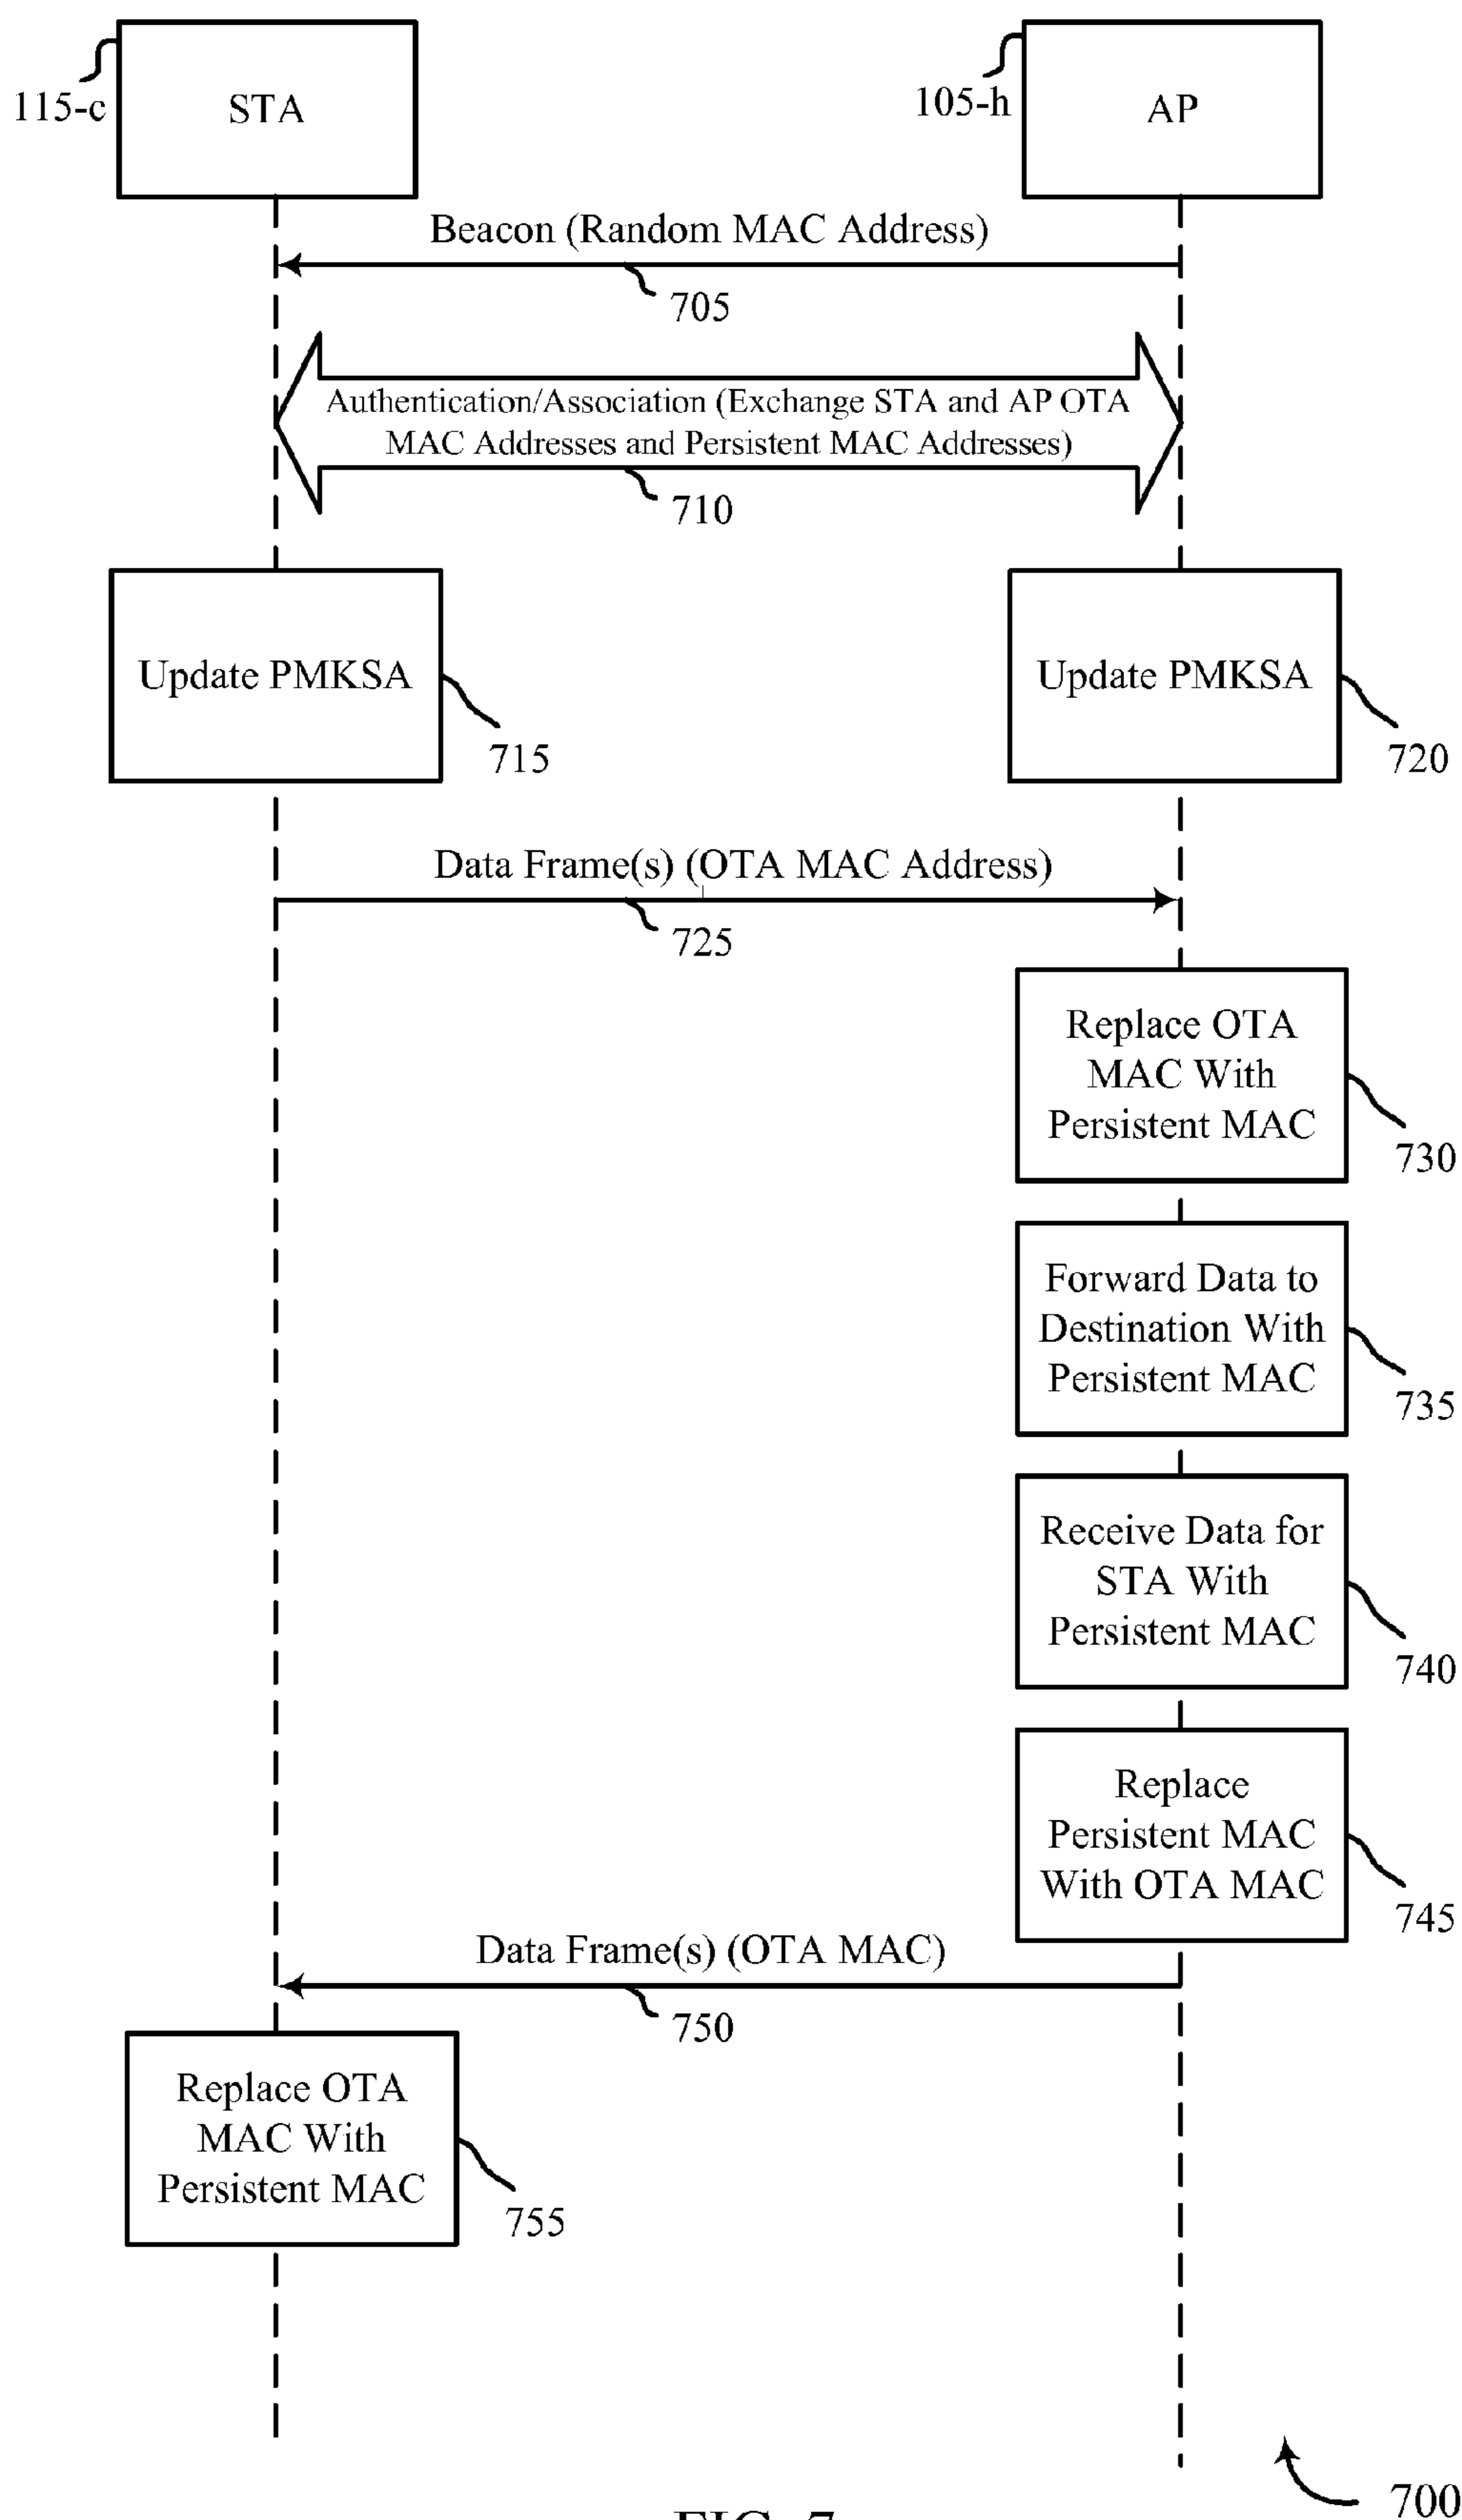 STA
115-c
AP
105-h
Beacon (Random MAC Address)
705
Authentication/Association (Exchange STA and AP OTA
MAC Addresses and Persistent MAC Addresses)
710
Update PMKSA
715
Update PMKSA
720
Data Frame(s) (OTA MAC Address)
725
Replace OTA
MAC With
Persistent MAC
730
Forward Data to
Destination With
Persistent MAC
735
Receive Data for
STA With
Persistent MAC
740
Replace
Persistent MAC
With OTA MAC
745
Data Frame(s) (OTA MAC)
750
Replace OTA
MAC With
Persistent MAC
755
700
FIG. 7